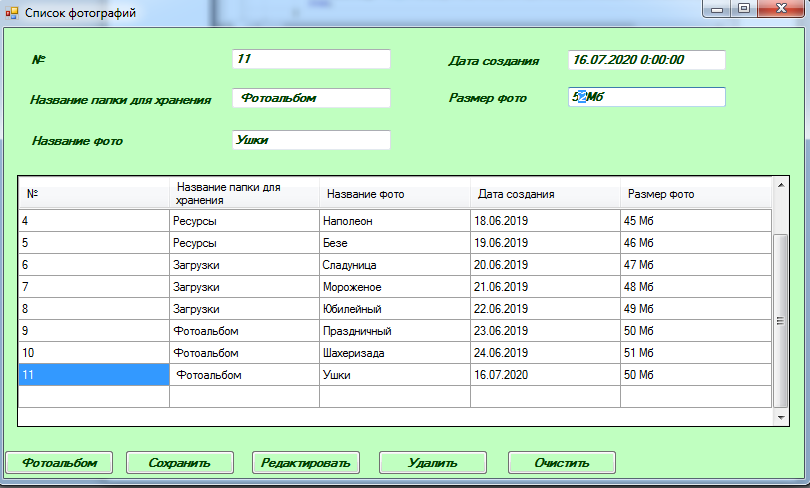 Список фотографий
№ 11 Дата создания 16.07.2020 0:00:00
Название папки для хранения Фотоальбом Размер фото 52Мб
Название фото Ушки
№ Название папки для хранения Название фото Дата создания Размер фото
4 Ресурсы Наполеон 18.06.2019 45 Мб
5 Ресурсы Безе 19.06.2019 46 Мб
6 Загрузки Сладуница 20.06.2019 47 Мб
7 Загрузки Мороженое 21.06.2019 48 Мб
8 Загрузки Юбилейный 22.06.2019 49 Мб
9 Фотоальбом Праздничный 23.06.2019 50 Мб
10 Фотоальбом Шахеризада 24.06.2019 51 Мб
11 Фотоальбом Ушки 16.07.2020 50 Мб
Фотоальбом Сохранить Редактировать Удалить Очистить